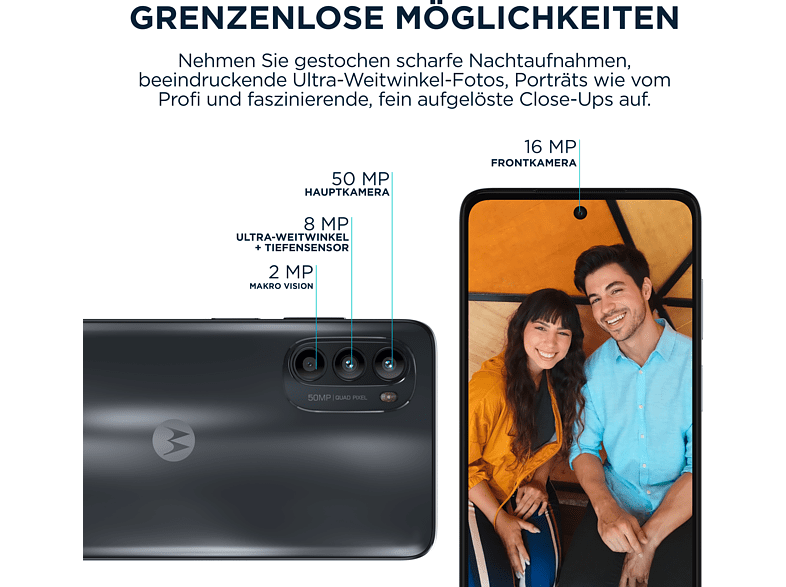 GRENZENLOSE MÖGLICHKEITEN
Nehmen Sie gestochen scharfe Nachtaufnahmen,
beeindruckende Ultra-Weitwinkel-Fotos, Porträts wie vom
Profi und faszinierende, fein aufgelöste Close-Ups auf.
16 MP
FRONTKAMERA
50 MP
HAUPTKAMERA
8 MP
ULTRA-WEITWINKEL
+ TIEFENSENSOR
2 MP
MAKRO VISION
50MP | QUAD PIXEL